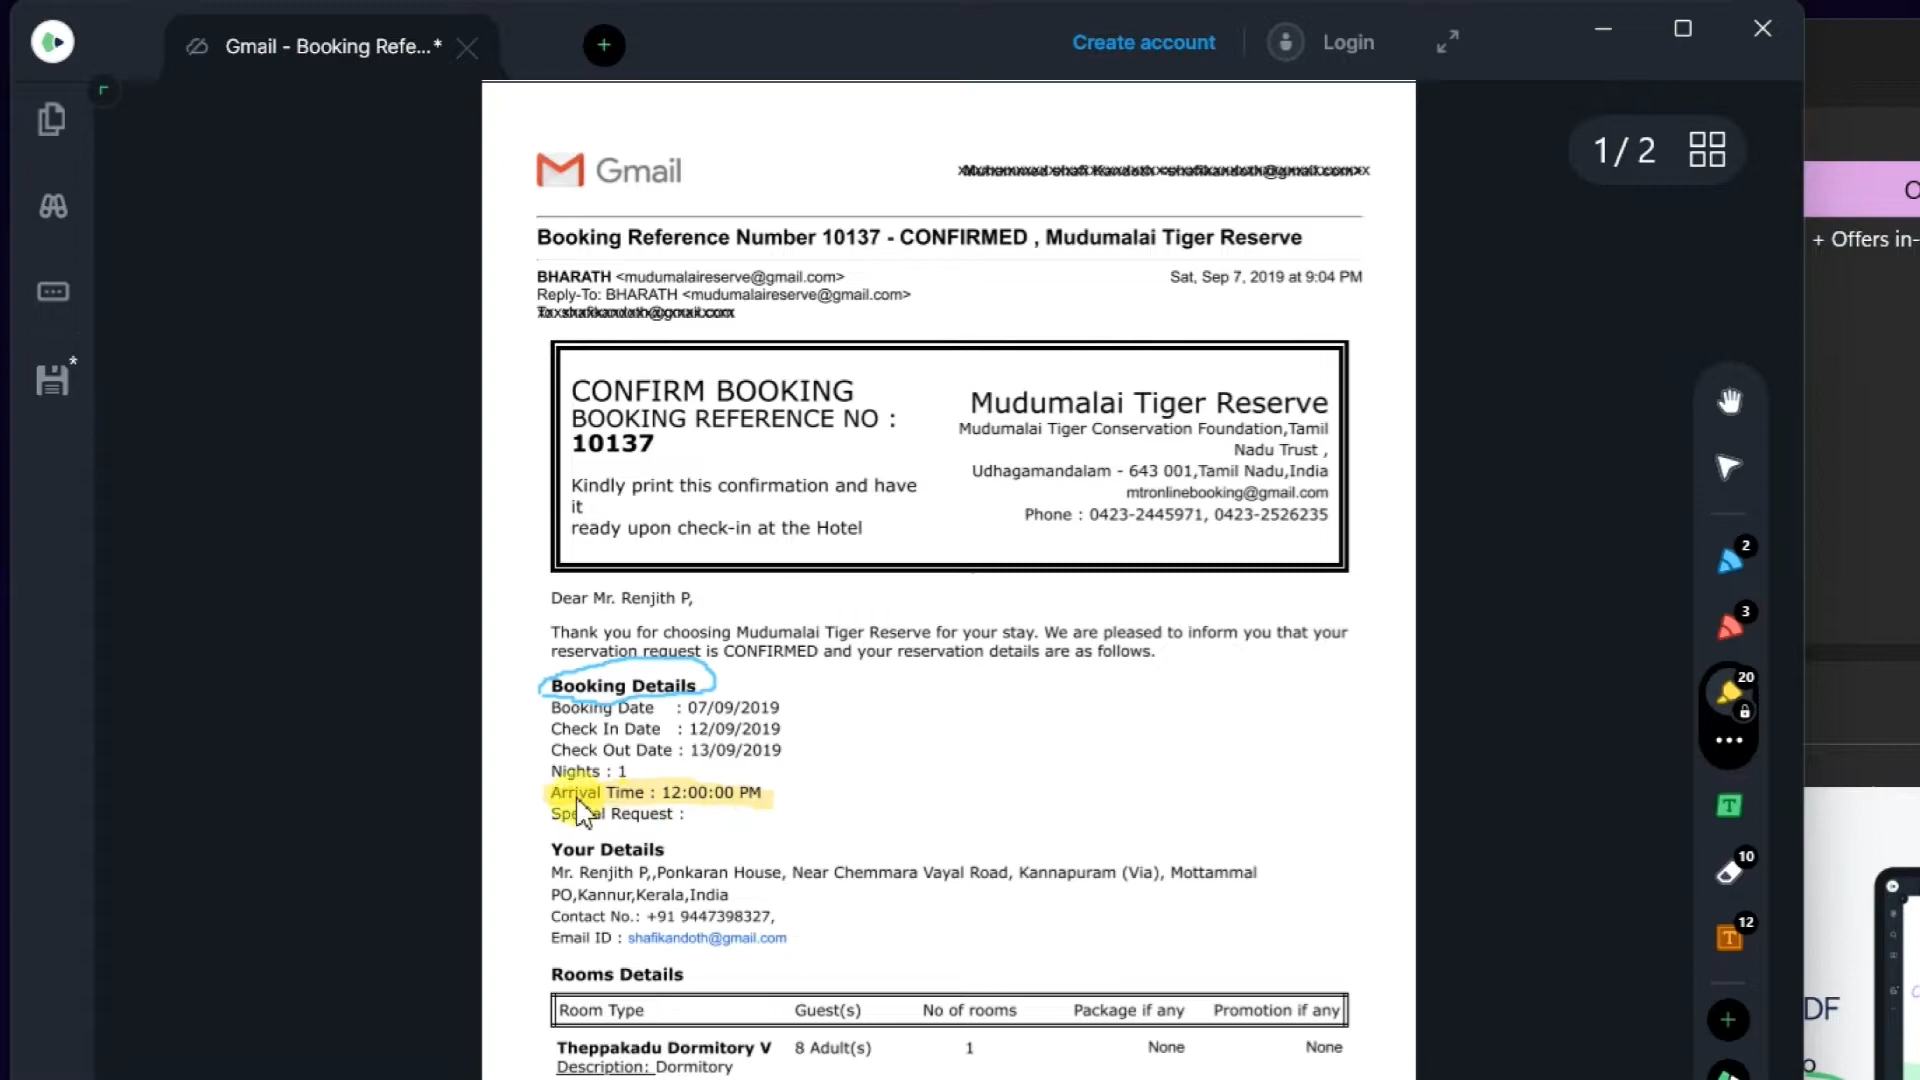 Gmail - Booking Refe...*
Create account
Login
1 / 2
Gmail
Booking Reference Number 10137 - CONFIRMED , Mudumalai Tiger Reserve
BHARATH <mudumalaireserve@gmail.com>
Sat, Sep 7, 2019 at 9:04 PM
Reply-To: BHARATH <mudumalaireserve@gmail.com>
CONFIRM BOOKING
BOOKING REFERENCE NO :
10137
Kindly print this confirmation and have
it
ready upon check-in at the Hotel
Mudumalai Tiger Reserve
Mudumalai Tiger Conservation Foundation,Tamil
Nadu Trust ,
Udhagamandalam - 643 001,Tamil Nadu,India
mtronlinebooking@gmail.com
Phone : 0423-2445971, 0423-2526235
Dear Mr. Renjith P,
Thank you for choosing Mudumalai Tiger Reserve for your stay. We are pleased to inform you that your
reservation request is CONFIRMED and your reservation details are as follows.
Booking Details
Booking Date : 07/09/2019
Check In Date : 12/09/2019
Check Out Date : 13/09/2019
Nights : 1
Arrival Time : 12:00:00 PM
Special Request :
Your Details
Mr. Renjith P,,Ponkaran House, Near Chemmara Vayal Road, Kannapuram (Via), Mottammal
PO,Kannur,Kerala,India
Contact No.: +91 9447398327,
Email ID : shafikandoth@gmail.com
Rooms Details
Room Type Guest(s) No of rooms Package if any Promotion if any
Theppakadu Dormitory V 8 Adult(s) 1 None None
Description: Dormitory
2
3
20
T
10
12
T
+ Offers in-
DF